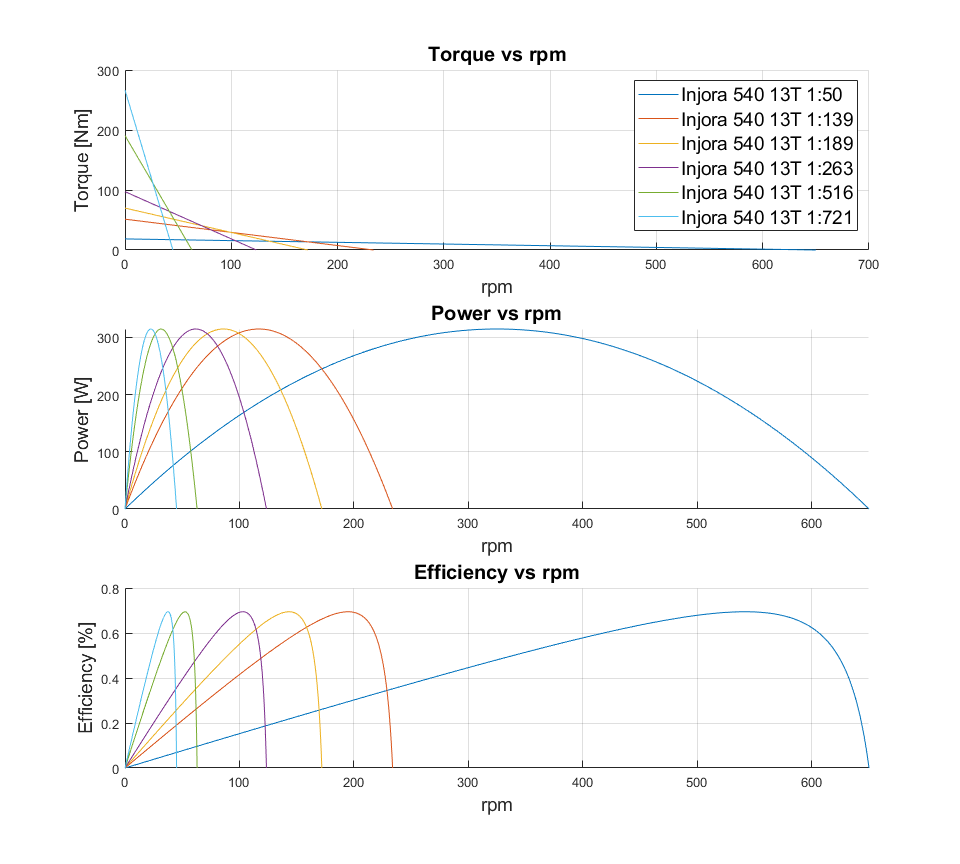 Torque vs rpm
300
200
100
0
Torque [Nm]
Injora 540 13T 1:50
Injora 540 13T 1:139
Injora 540 13T 1:189
Injora 540 13T 1:263
Injora 540 13T 1:516
Injora 540 13T 1:721
0 100 200 300 400 500 600 700
rpm
Power vs rpm
300
200
100
0
Power [W]
0 100 200 300 400 500 600
rpm
Efficiency vs rpm
0.8
0.6
0.4
0.2
0
Efficiency [%]
0 100 200 300 400 500 600
rpm